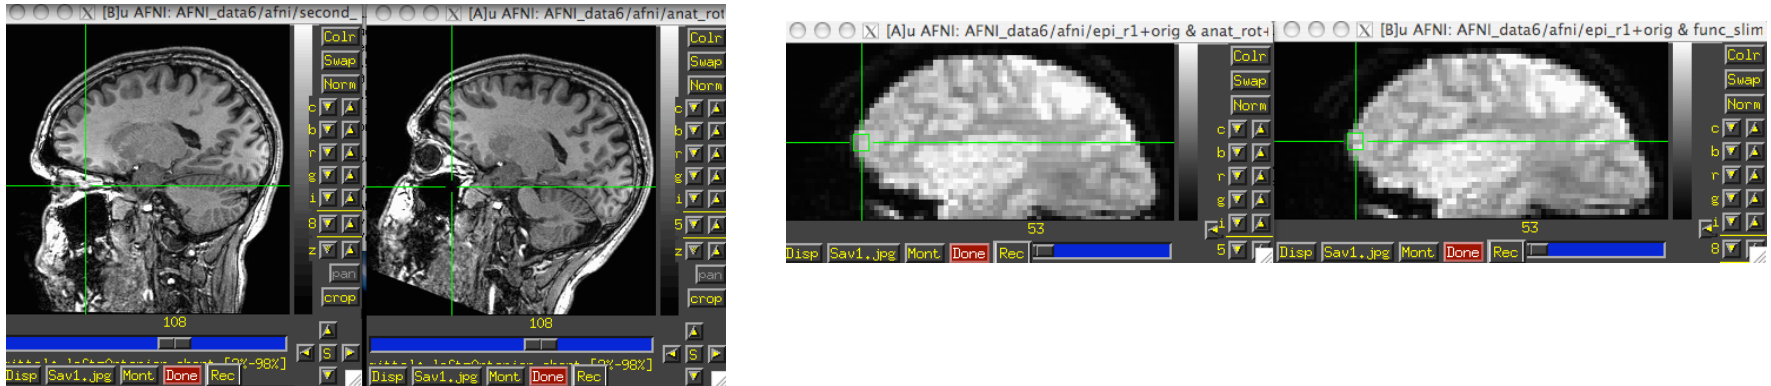 X [B]u AFNI: AFNI_data6/afni/second_
Colr
Swap
Norm
c
b
r
g
i
8
z
pan
crop
108
S
[2%-98%]
Disp Sav1.jpg Mont Done Rec
X [A]u AFNI: AFNI_data6/afni/anat_rot
Colr
Swap
Norm
c
b
r
g
i
5
z
pan
crop
108
S
%-98%]
Disp Sav1.jpg Mont Done Rec
X [A]u AFNI: AFNI_data6/afni/epi_r1+orig & anat_rot+
Colr
Swap
Norm
c
b
r
g
i
5
53
Disp Sav1.jpg Mont Done Rec
X [B]u AFNI: AFNI_data6/afni/epi_r1+orig & func_slim
Colr
Swap
Norm
c
b
r
g
i
8
53
Disp Sav1.jpg Mont Done Rec